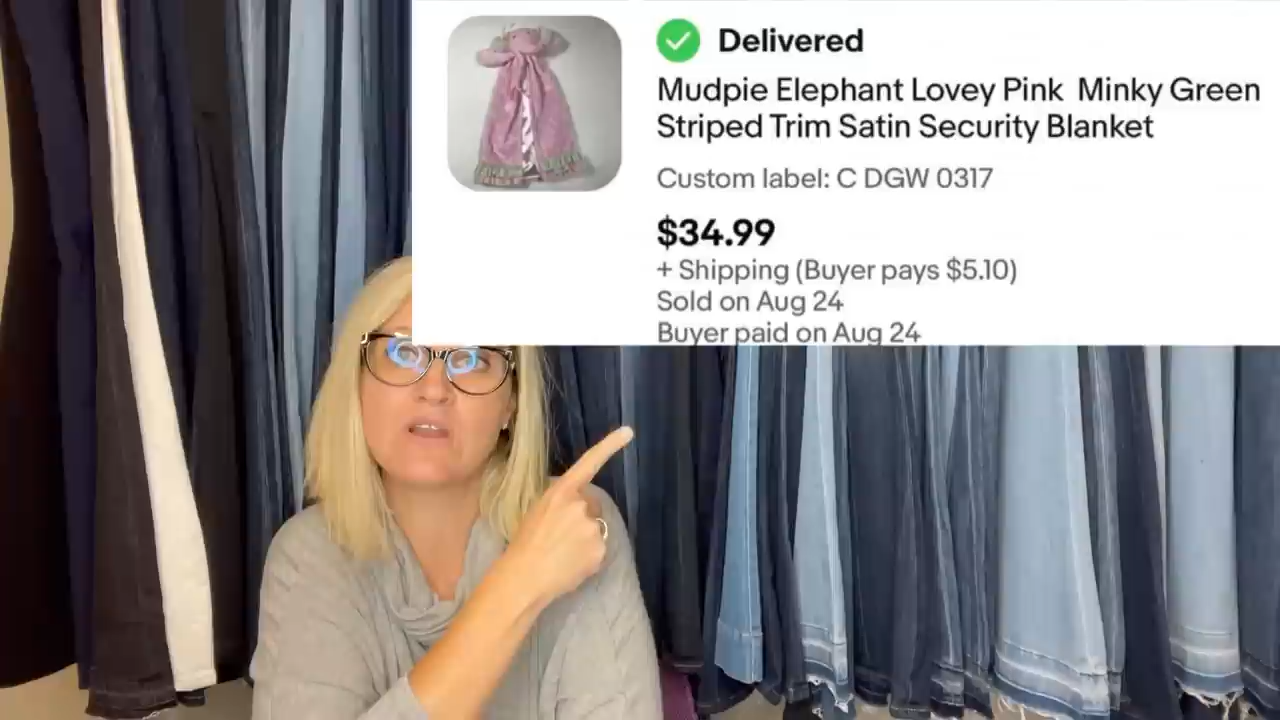 Delivered
Mudpie Elephant Lovey Pink Minky Green
Striped Trim Satin Security Blanket
Custom label: C DGW 0317
$34.99
+ Shipping (Buyer pays $5.10)
Sold on Aug 24
Buyer paid on Aug 24